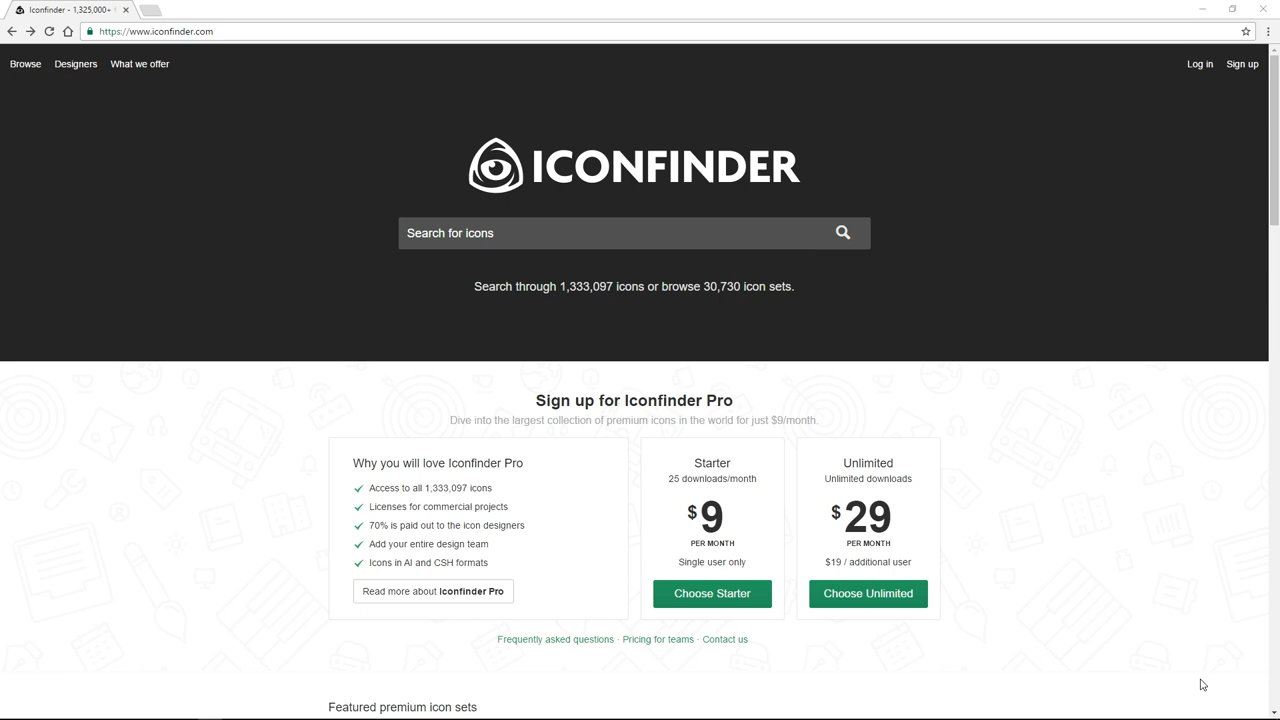 Iconfinder - 1,325,000+
https://www.iconfinder.com
Browse Designers What we offer Log in Sign up
ICONFINDER
Search for icons
Search through 1,333,097 icons or browse 30,730 icon sets.
Sign up for Iconfinder Pro
Dive into the largest collection of premium icons in the world for just $9/month.
Why you will love Iconfinder Pro
Access to all 1,333,097 icons
Licenses for commercial projects
70% is paid out to the icon designers
Add your entire design team
Icons in AI and CSH formats
Read more about Iconfinder Pro
Starter
25 downloads/month
$9
PER MONTH
Single user only
Choose Starter
Unlimited
Unlimited downloads
$29
PER MONTH
$19 / additional user
Choose Unlimited
Frequently asked questions · Pricing for teams · Contact us
Featured premium icon sets